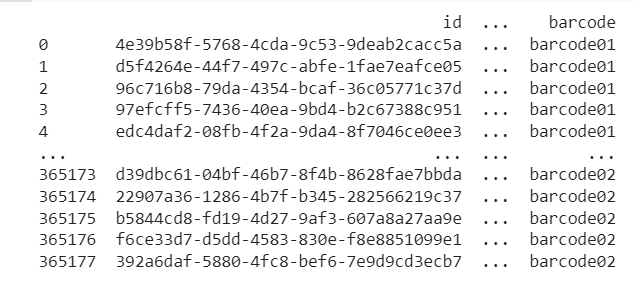 id ... barcode
0 4e39b58f-5768-4cda-9c53-9deab2cacc5a ... barcode01
1 d5f4264e-44f7-497c-abfe-1fae7eafce05 ... barcode01
2 96c716b8-79da-4354-bcaf-36c05771c37d ... barcode01
3 97efcff5-7436-40ea-9bd4-b2c67388c951 ... barcode01
4 edc4daf2-08fb-4f2a-9da4-8f7046ce0ee3 ... barcode01
... ... ... ...
365173 d39dbc61-04bf-46b7-8f4b-8628fae7bbda ... barcode02
365174 22907a36-1286-4b7f-b345-282566219c37 ... barcode02
365175 b5844cd8-fd19-4d27-9af3-607a8a27aa9e ... barcode02
365176 f6ce33d7-d5dd-4583-830e-f8e8851099e1 ... barcode02
365177 392a6daf-5880-4fc8-bef6-7e9d9cd3ecb7 ... barcode02